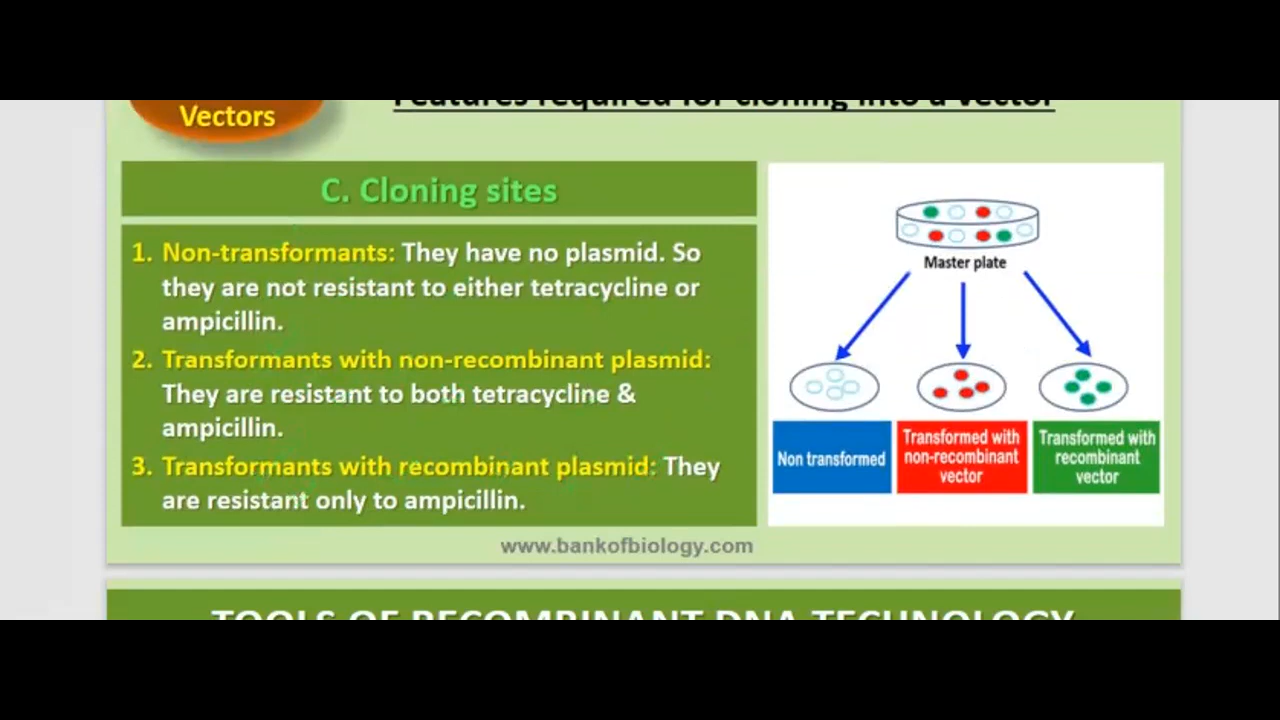 Vectors
Features required for cloning into a vector
C. Cloning sites
1. Non-transformants: They have no plasmid. So
they are not resistant to either tetracycline or
ampicillin.
2. Transformants with non-recombinant plasmid:
They are resistant to both tetracycline &
ampicillin.
3. Transformants with recombinant plasmid: They
are resistant only to ampicillin.
Master plate
Non transformed
Transformed with
non-recombinant
vector
Transformed with
recombinant
vector
www.bankofbiology.com
TOOLS OF RECOMBINANT DNA TECHNOLOGY